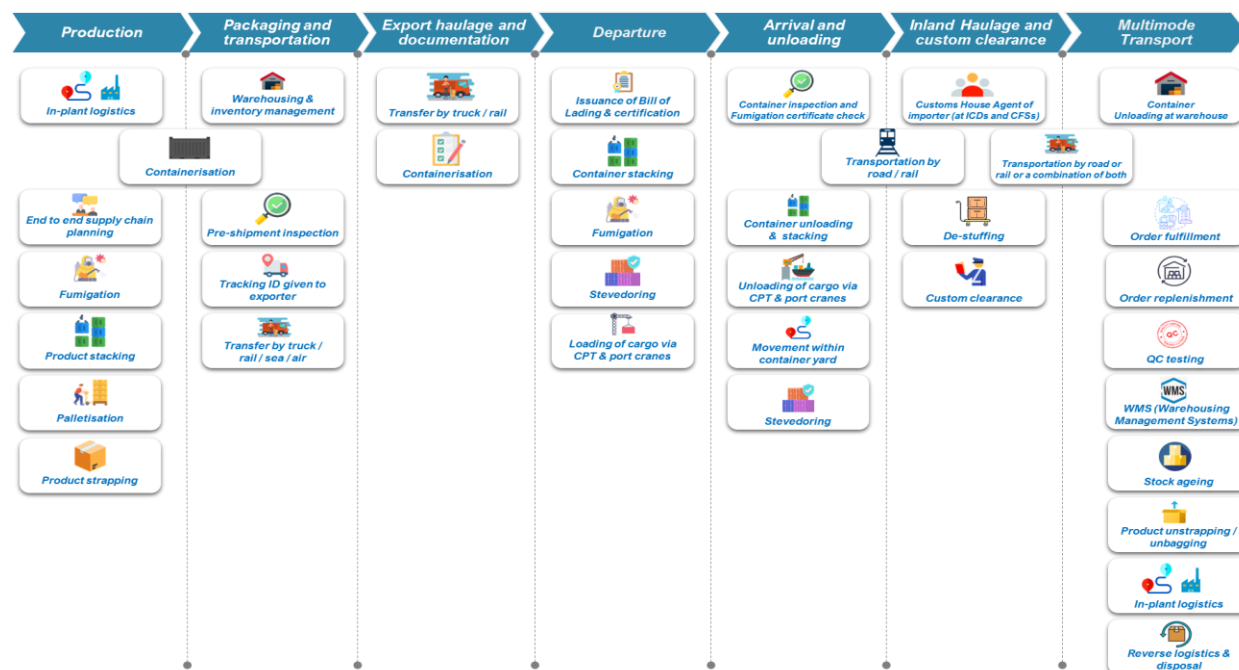 Production
Packaging and
transportation
Export haulage and
documentation
Departure
Arrival and
unloading
Inland Haulage and
custom clearance
Multimode
Transport
In-plant logistics
Warehousing &
inventory management
Transfer by truck / rail
Issuance of Bill of
Lading & certification
Container inspection and
Fumigation certificate check
Customs House Agent of
importer (at ICDs and CFSs)
Container
Unloading at warehouse
Containerisation
Containerisation
Container stacking
Transportation by
road / rail
Transportation by road or
rail or a combination of both
End to end supply chain
planning
Pre-shipment inspection
Fumigation
Container unloading
& stacking
De-stuffing
Order fulfillment
Fumigation
Tracking ID given to
exporter
Stevedoring
Unloading of cargo via
CPT & port cranes
Custom clearance
Order replenishment
Product stacking
Transfer by truck /
rail / sea / air
Loading of cargo via
CPT & port cranes
Movement within
container yard
QC
QC testing
Palletisation
Stevedoring
WMS
WMS (Warehousing
Management Systems)
Product strapping
Stock ageing
Product unstrapping /
unbagging
In-plant logistics
Reverse logistics &
disposal